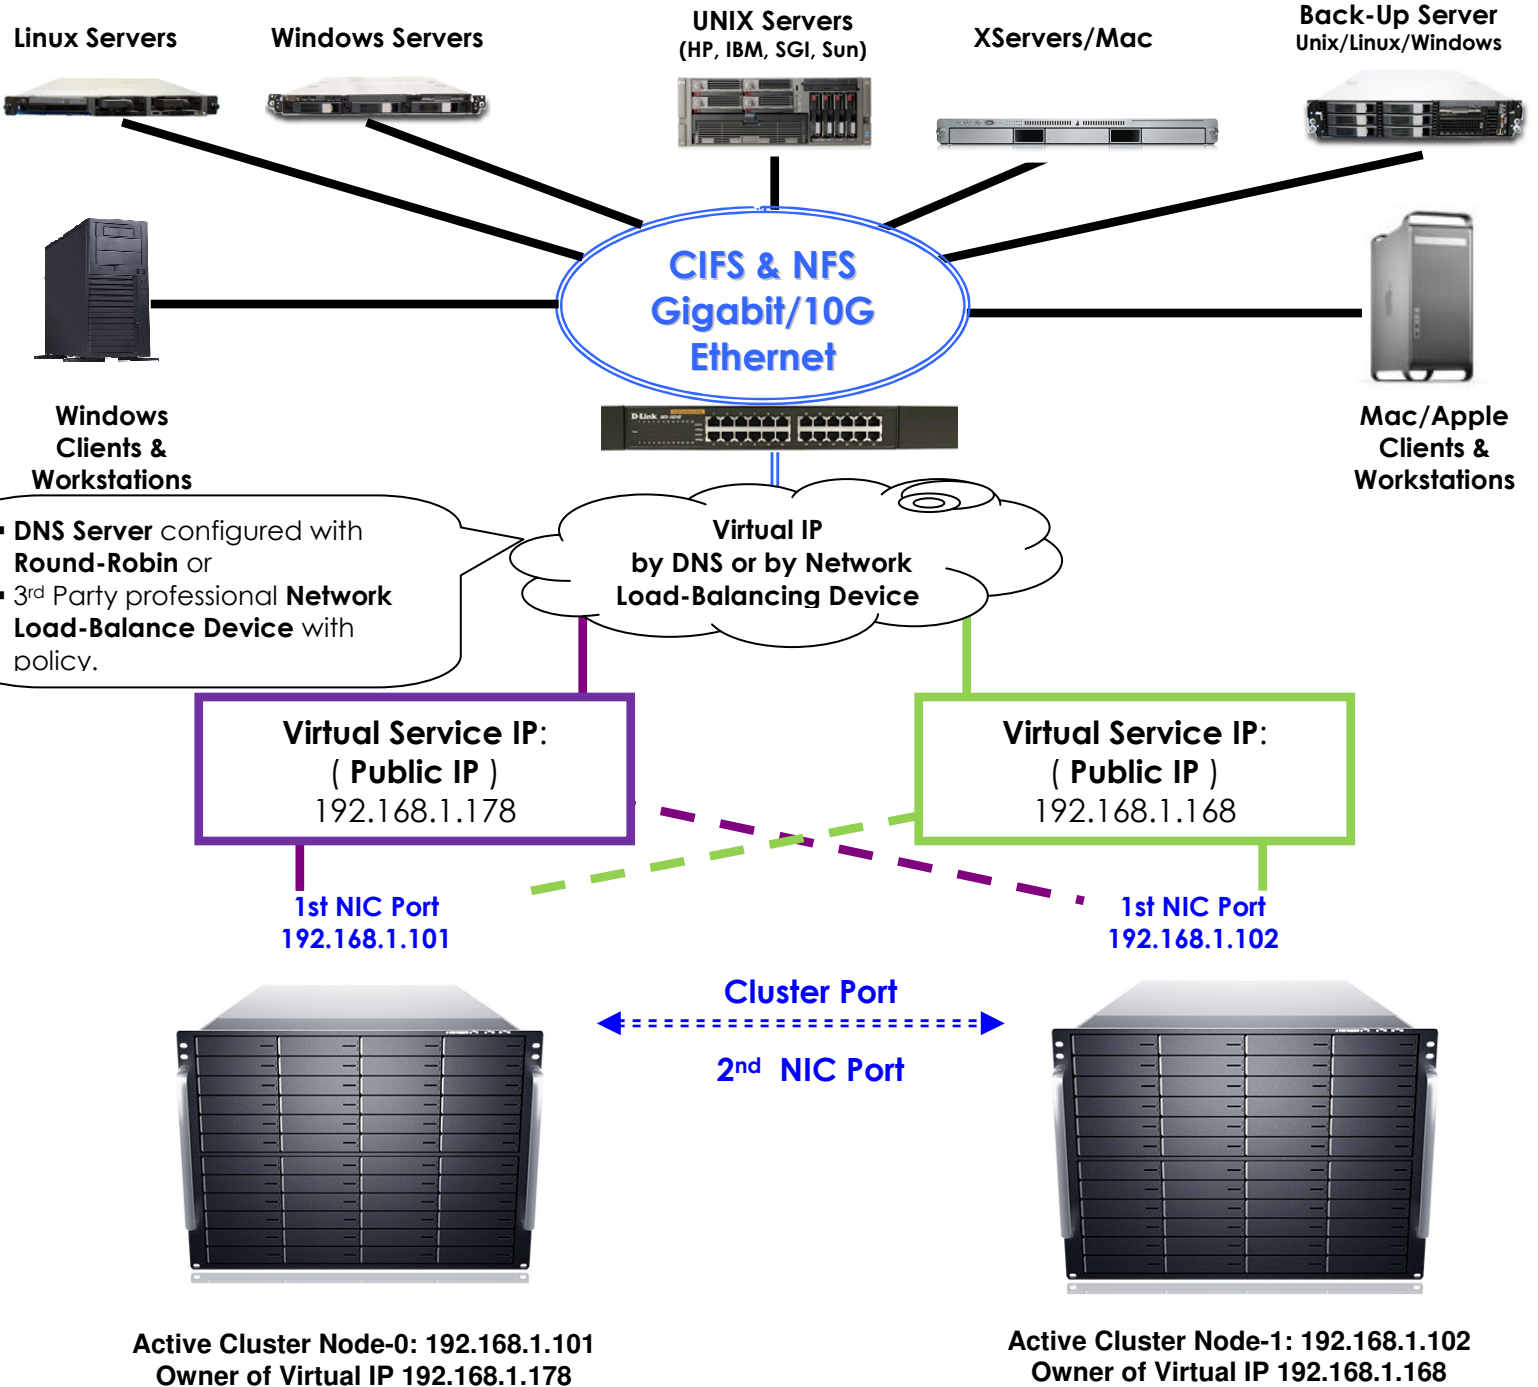 Linux Servers
Windows Servers
UNIX Servers
(HP, IBM, SGI, Sun)
XServers/Mac
Back-Up Server
Unix/Linux/Windows
CIFS & NFS
Gigabit/10G
Ethernet
D-Link
Windows
Clients &
Workstations
Mac/Apple
Clients &
Workstations
▪ DNS Server configured with
Round-Robin or
▪ 3rd Party professional Network
Load-Balance Device with
policy.
Virtual IP
by DNS or by Network
Load-Balancing Device
Virtual Service IP:
( Public IP )
192.168.1.178
Virtual Service IP:
( Public IP )
192.168.1.168
1st NIC Port
192.168.1.101
1st NIC Port
192.168.1.102
Cluster Port
2nd NIC Port
Active Cluster Node-0: 192.168.1.101
Owner of Virtual IP 192.168.1.178
Active Cluster Node-1: 192.168.1.102
Owner of Virtual IP 192.168.1.168